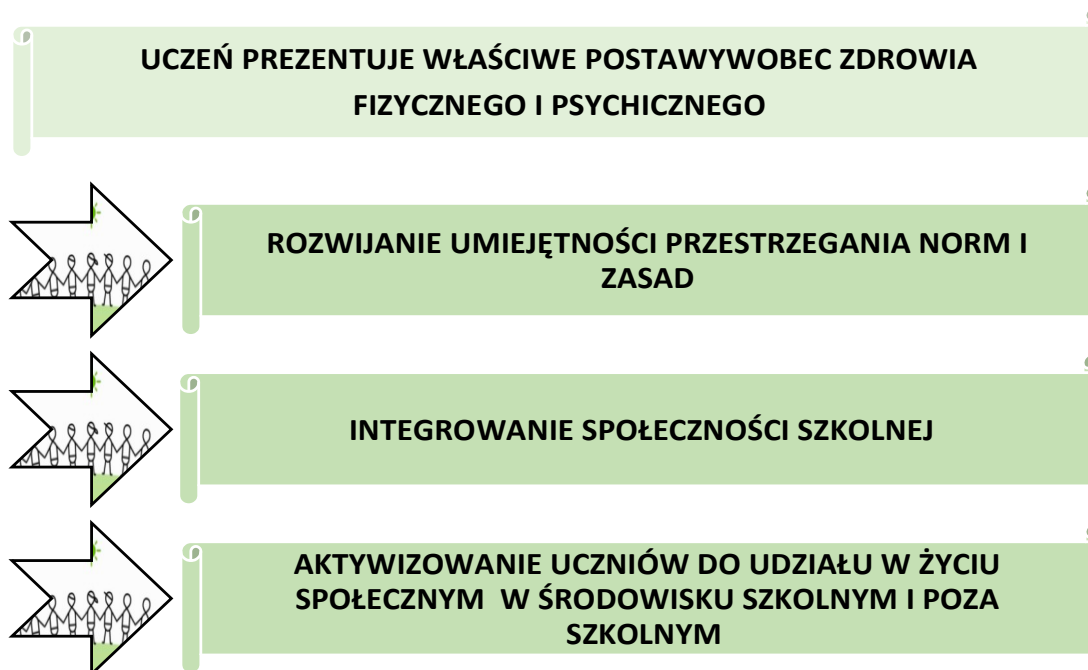 UCZEŃ PREZENTUJE WŁAŚCIWE POSTAWYWOBEC ZDROWIA
FIZYCZNEGO I PSYCHICZNEGO
ROZWIJANIE UMIEJĘTNOŚCI PRZESTRZEGANIA NORM I
ZASAD
INTEGROWANIE SPOŁECZNOŚCI SZKOLNEJ
AKTYWIZOWANIE UCZNIÓW DO UDZIAŁU W ŻYCIU
SPOŁECZNYM W ŚRODOWISKU SZKOLNYM I POZA
SZKOLNYM